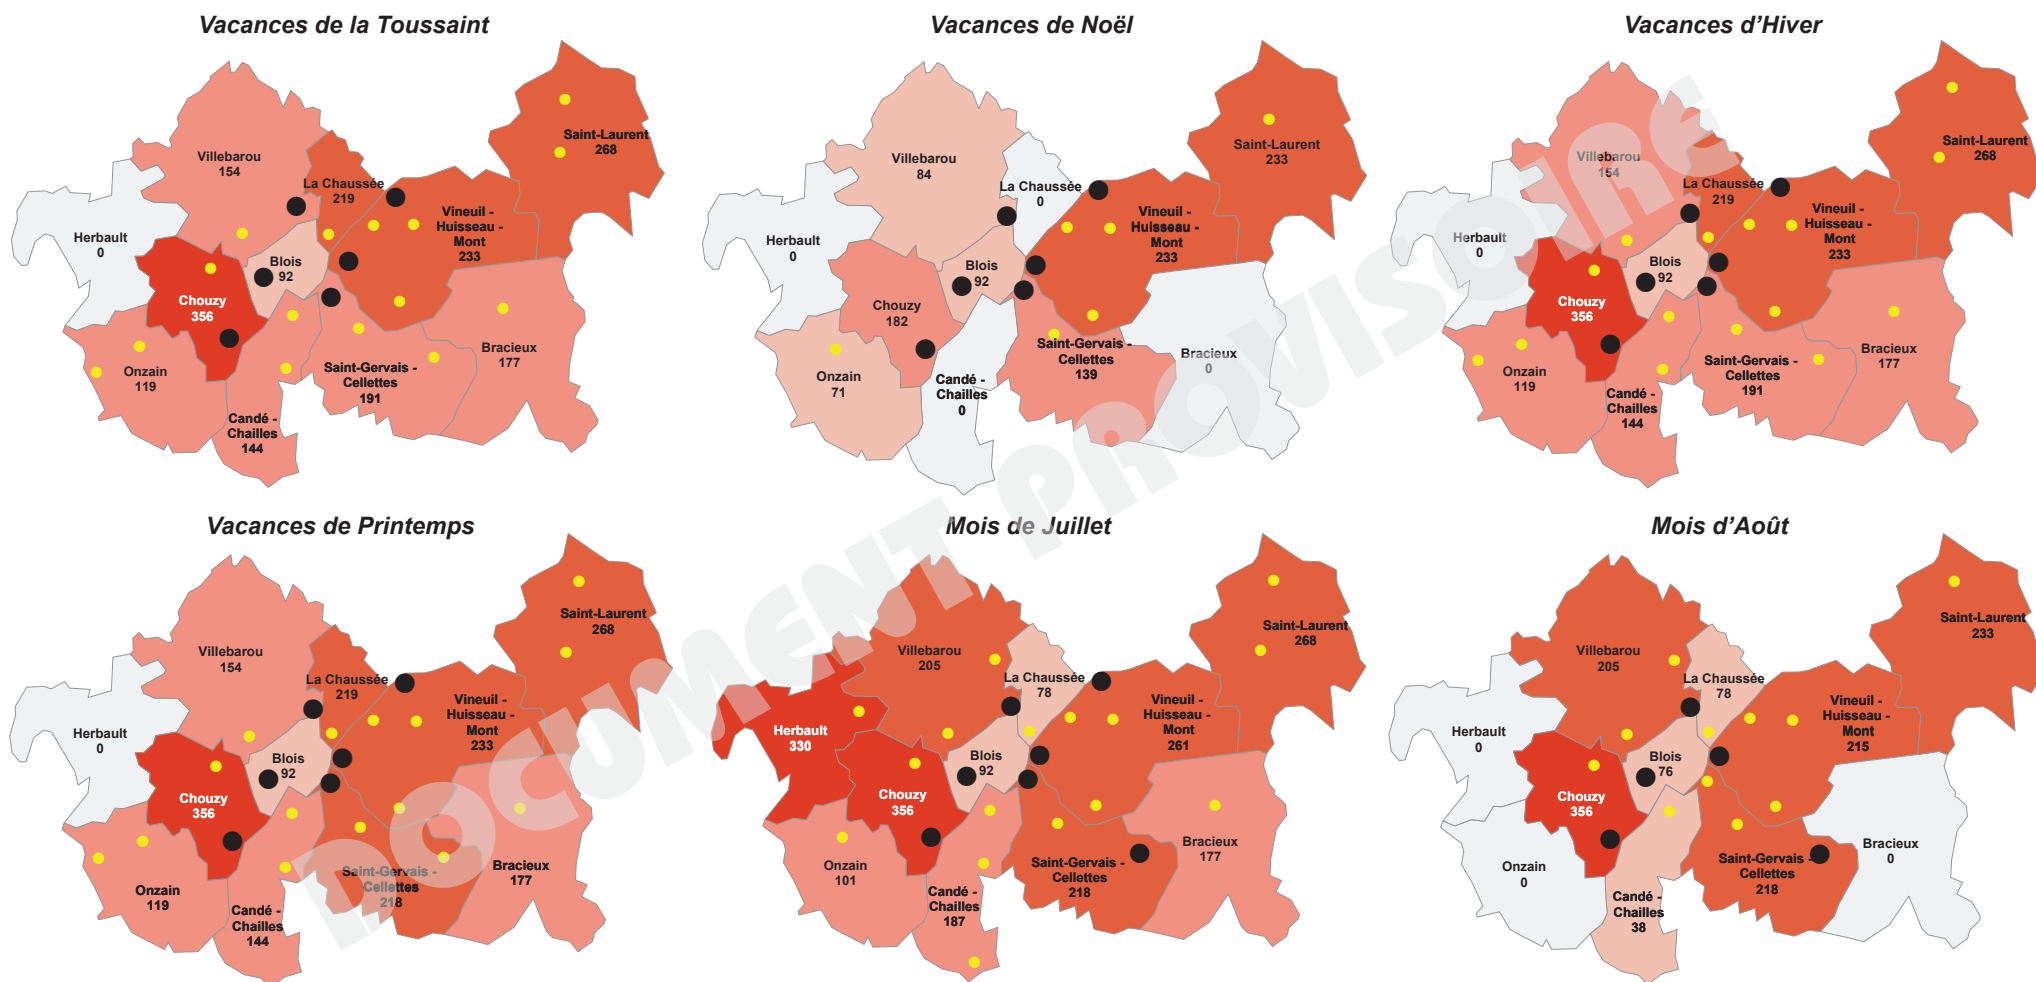 Vacances de la Toussaint
Villebarou
154
La Chaussée
219
Saint-Laurent
268
Herbault
0
Vineuil -
Huisseau -
Mont
233
Blois
92
Chouzy
356
Onzain
119
Candé -
Chailles
144
Saint-Gervais -
Cellettes
191
Bracieux
177
Vacances de Noël
Villebarou
84
La Chaussée
0
Saint-Laurent
233
Herbault
0
Vineuil -
Huisseau -
Mont
233
Blois
92
Chouzy
182
Onzain
71
Candé -
Chailles
0
Saint-Gervais -
Cellettes
139
Bracieux
0
Vacances d'Hiver
Villebarou
154
La Chaussée
219
Saint-Laurent
268
Herbault
0
Vineuil -
Huisseau -
Mont
233
Blois
92
Chouzy
356
Onzain
119
Candé -
Chailles
144
Saint-Gervais -
Cellettes
191
Bracieux
177
Vacances de Printemps
Villebarou
154
La Chaussée
219
Saint-Laurent
268
Herbault
0
Vineuil -
Huisseau -
Mont
233
Blois
92
Chouzy
356
Onzain
119
Candé -
Chailles
144
Saint-Gervais -
Cellettes
218
Bracieux
177
Mois de Juillet
Villebarou
205
La Chaussée
78
Saint-Laurent
268
Herbault
330
Vineuil -
Huisseau -
Mont
261
Blois
92
Chouzy
356
Onzain
101
Candé -
Chailles
187
Saint-Gervais -
Cellettes
218
Bracieux
177
Mois d'Août
Villebarou
205
La Chaussée
78
Saint-Laurent
233
Herbault
0
Vineuil -
Huisseau -
Mont
215
Blois
76
Chouzy
356
Onzain
0
Candé -
Chailles
38
Saint-Gervais -
Cellettes
218
Bracieux
0
DOCUMENT PROVISOIRE